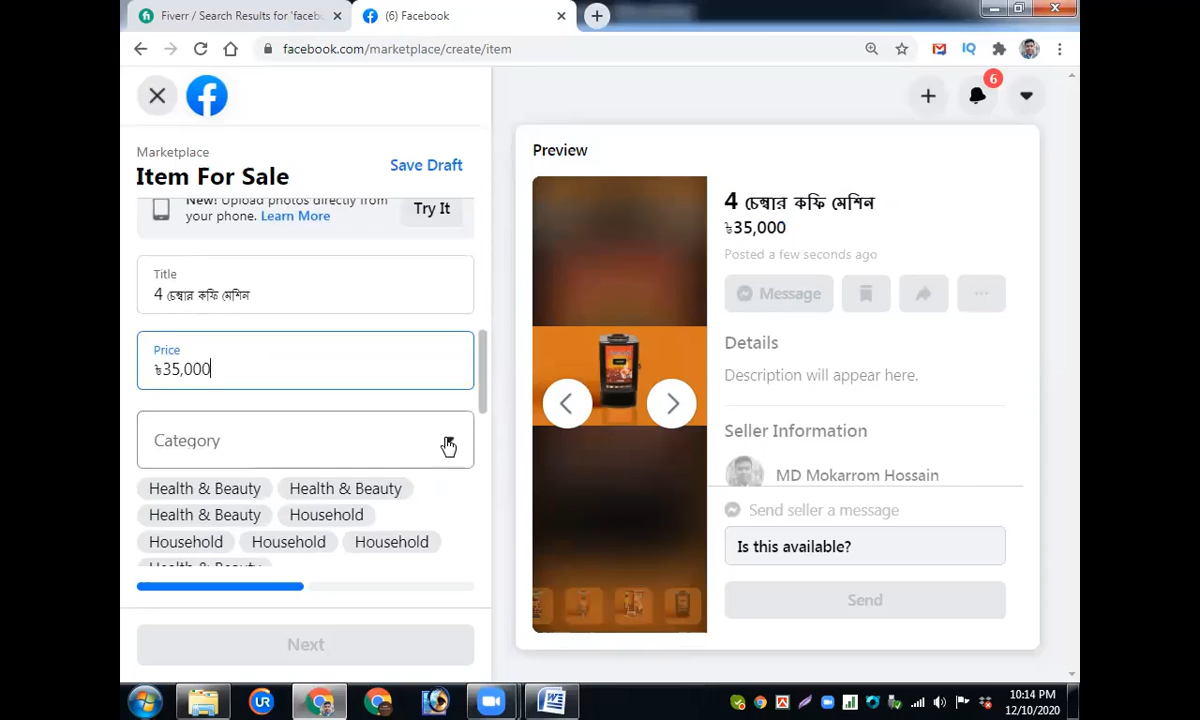 Fiverr / Search Results for 'facebo
(6) Facebook
facebook.com/marketplace/create/item
6
Marketplace
Item For Sale
Save Draft
New! Upload photos directly from
your phone. Learn More
Try It
Title
4 চেম্বার কফি মেশিন
Price
৳35,000
Category
Health & Beauty
Health & Beauty
Health & Beauty
Household
Household
Household
Household
Health & Beauty
Next
Preview
4 চেম্বার কফি মেশিন
৳35,000
Posted a few seconds ago
Message
Details
Description will appear here.
Seller Information
MD Mokarrom Hossain
Send seller a message
Is this available?
Send
10:14 PM
12/10/2020